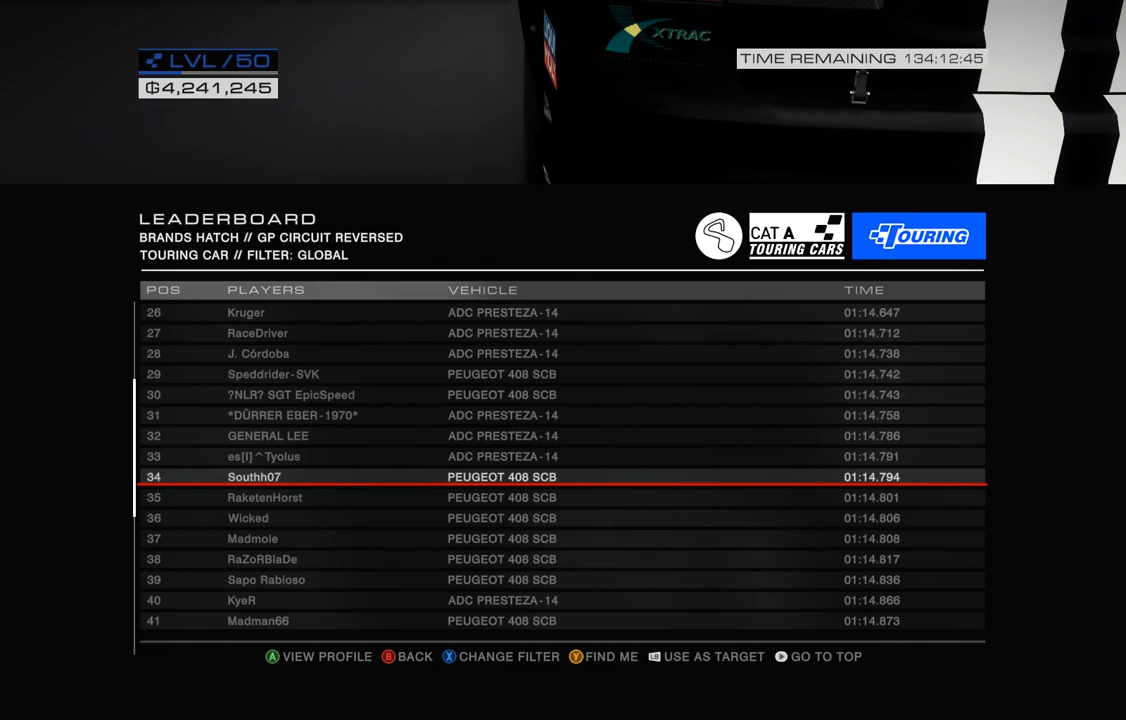 XTRAC
LVL/50
₲4,241,245
TIME REMAINING 134:12:45
LEADERBOARD
BRANDS HATCH // GP CIRCUIT REVERSED
TOURING CAR // FILTER: GLOBAL
CAT A
TOURING CARS
TOURING
POS PLAYERS VEHICLE TIME
26 Kruger ADC PRESTEZA-14 01:14.647
27 RaceDriver ADC PRESTEZA-14 01:14.712
28 J. Córdoba ADC PRESTEZA-14 01:14.738
29 Speddrider-SVK PEUGEOT 408 SCB 01:14.742
30 ?NLR? SGT EpicSpeed PEUGEOT 408 SCB 01:14.743
31 *DÜRRER EBER-1970* ADC PRESTEZA-14 01:14.758
32 GENERAL LEE ADC PRESTEZA-14 01:14.786
33 es[I]^Tyolus ADC PRESTEZA-14 01:14.791
34 Southh07 PEUGEOT 408 SCB 01:14.794
35 RaketenHorst PEUGEOT 408 SCB 01:14.801
36 Wicked PEUGEOT 408 SCB 01:14.806
37 Madmole PEUGEOT 408 SCB 01:14.808
38 RaZoRBlaDe PEUGEOT 408 SCB 01:14.817
39 Sapo Rabioso PEUGEOT 408 SCB 01:14.836
40 KyeR ADC PRESTEZA-14 01:14.866
41 Madman66 PEUGEOT 408 SCB 01:14.873
A VIEW PROFILE B BACK X CHANGE FILTER Y FIND ME LB USE AS TARGET GO TO TOP